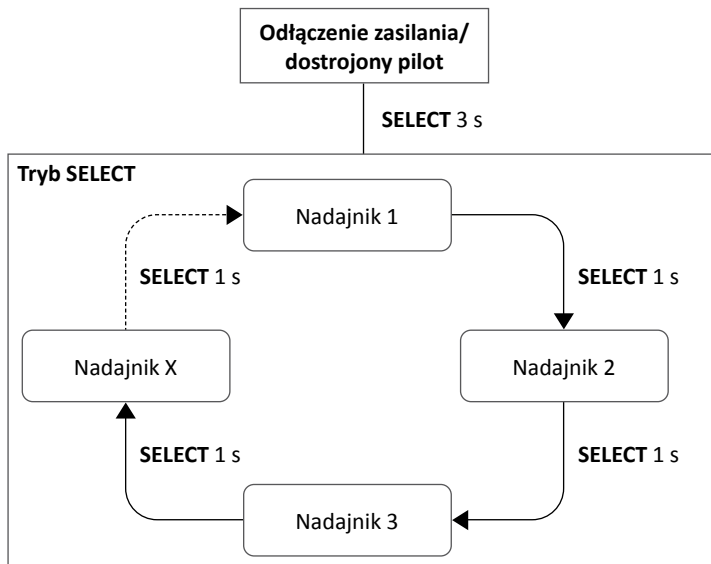 Odłączenie zasilania/
dostrojony pilot
SELECT 3 s
Tryb SELECT
Nadajnik 1
SELECT 1 s
SELECT 1 s
Nadajnik X
Nadajnik 2
SELECT 1 s
SELECT 1 s
Nadajnik 3